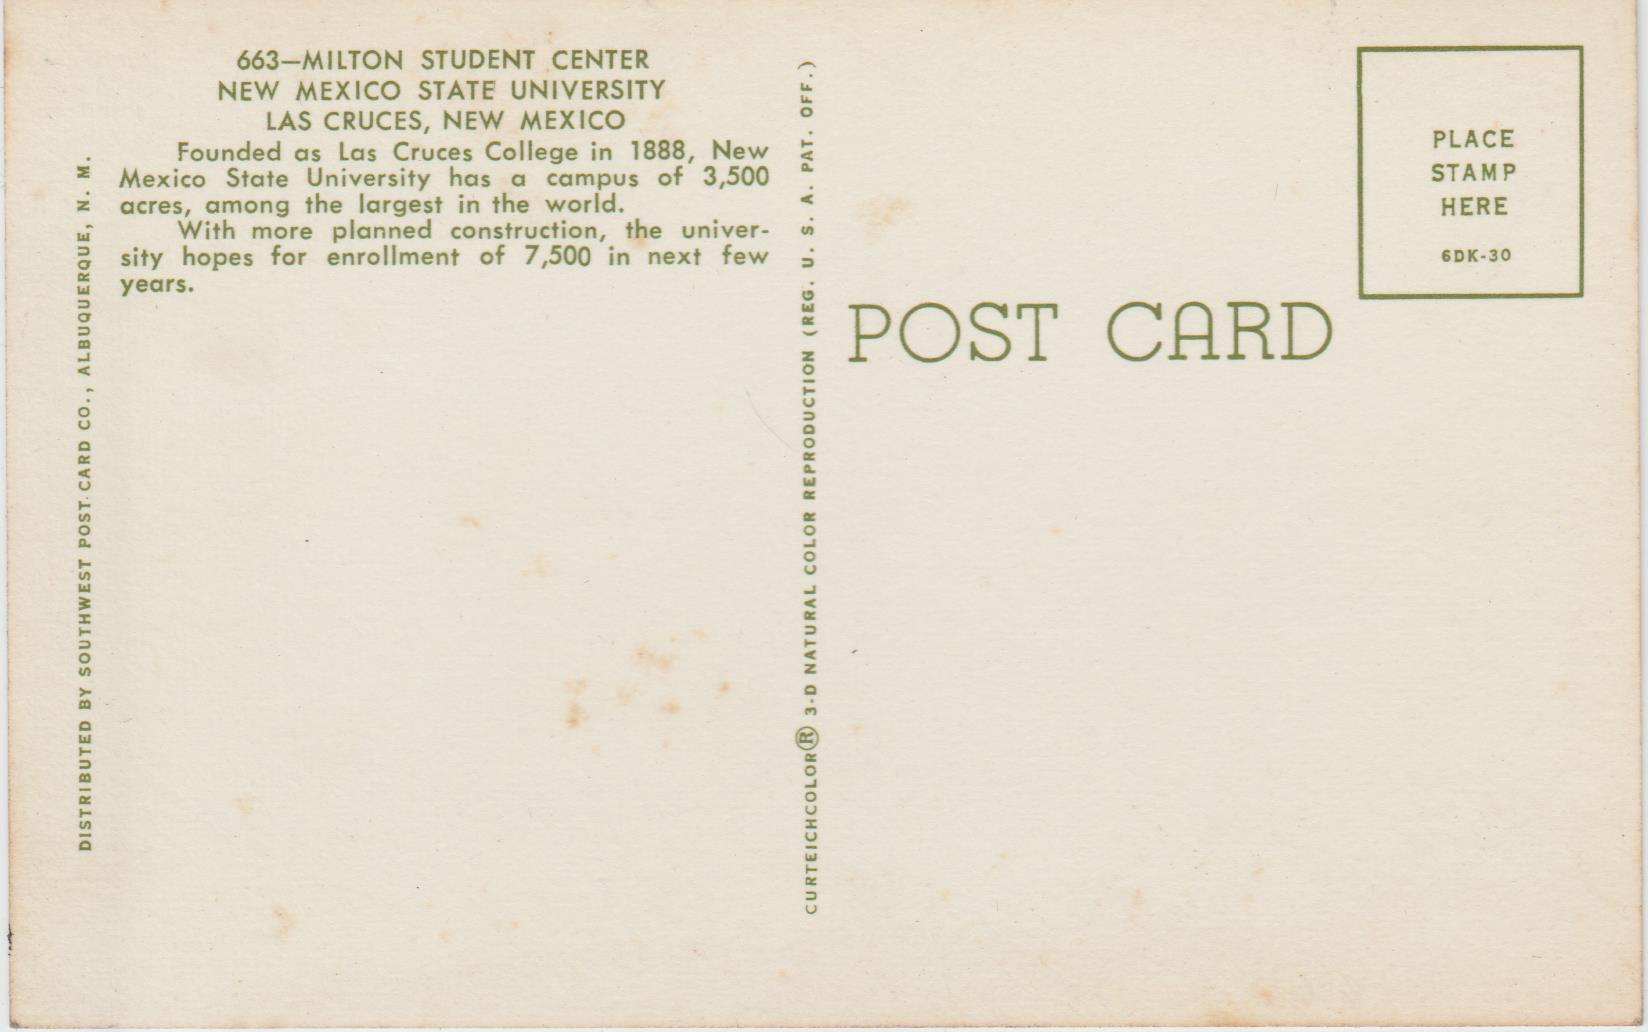 663—MILTON STUDENT CENTER
NEW MEXICO STATE UNIVERSITY
LAS CRUCES, NEW MEXICO
Founded as Las Cruces College in 1888, New
Mexico State University has a campus of 3,500
acres, among the largest in the world.
With more planned construction, the univer-
sity hopes for enrollment of 7,500 in next few
years.
DISTRIBUTED BY SOUTHWEST POST CARD CO., ALBUQUERQUE, N. M.
CURTEICHCOLOR® 3-D NATURAL COLOR REPRODUCTION (REG. U. S. A. PAT. OFF.)
POST CARD
PLACE
STAMP
HERE
6DK-30